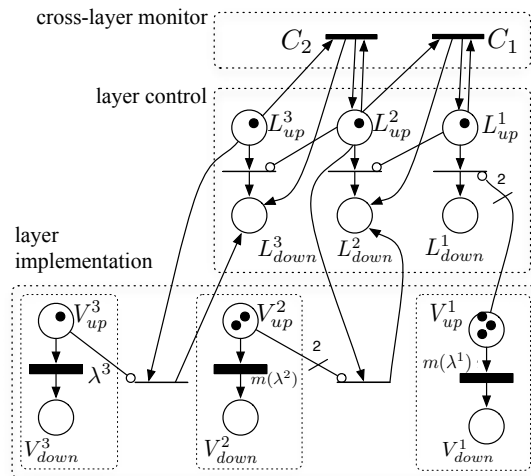 cross-layer monitor
C₂ C₁
layer control
L³up L²up L¹up
2
L³down L²down L¹down
layer
implementation
V³up V²up V¹up
2
λ³ m(λ²) m(λ¹)
V³down V²down V¹down